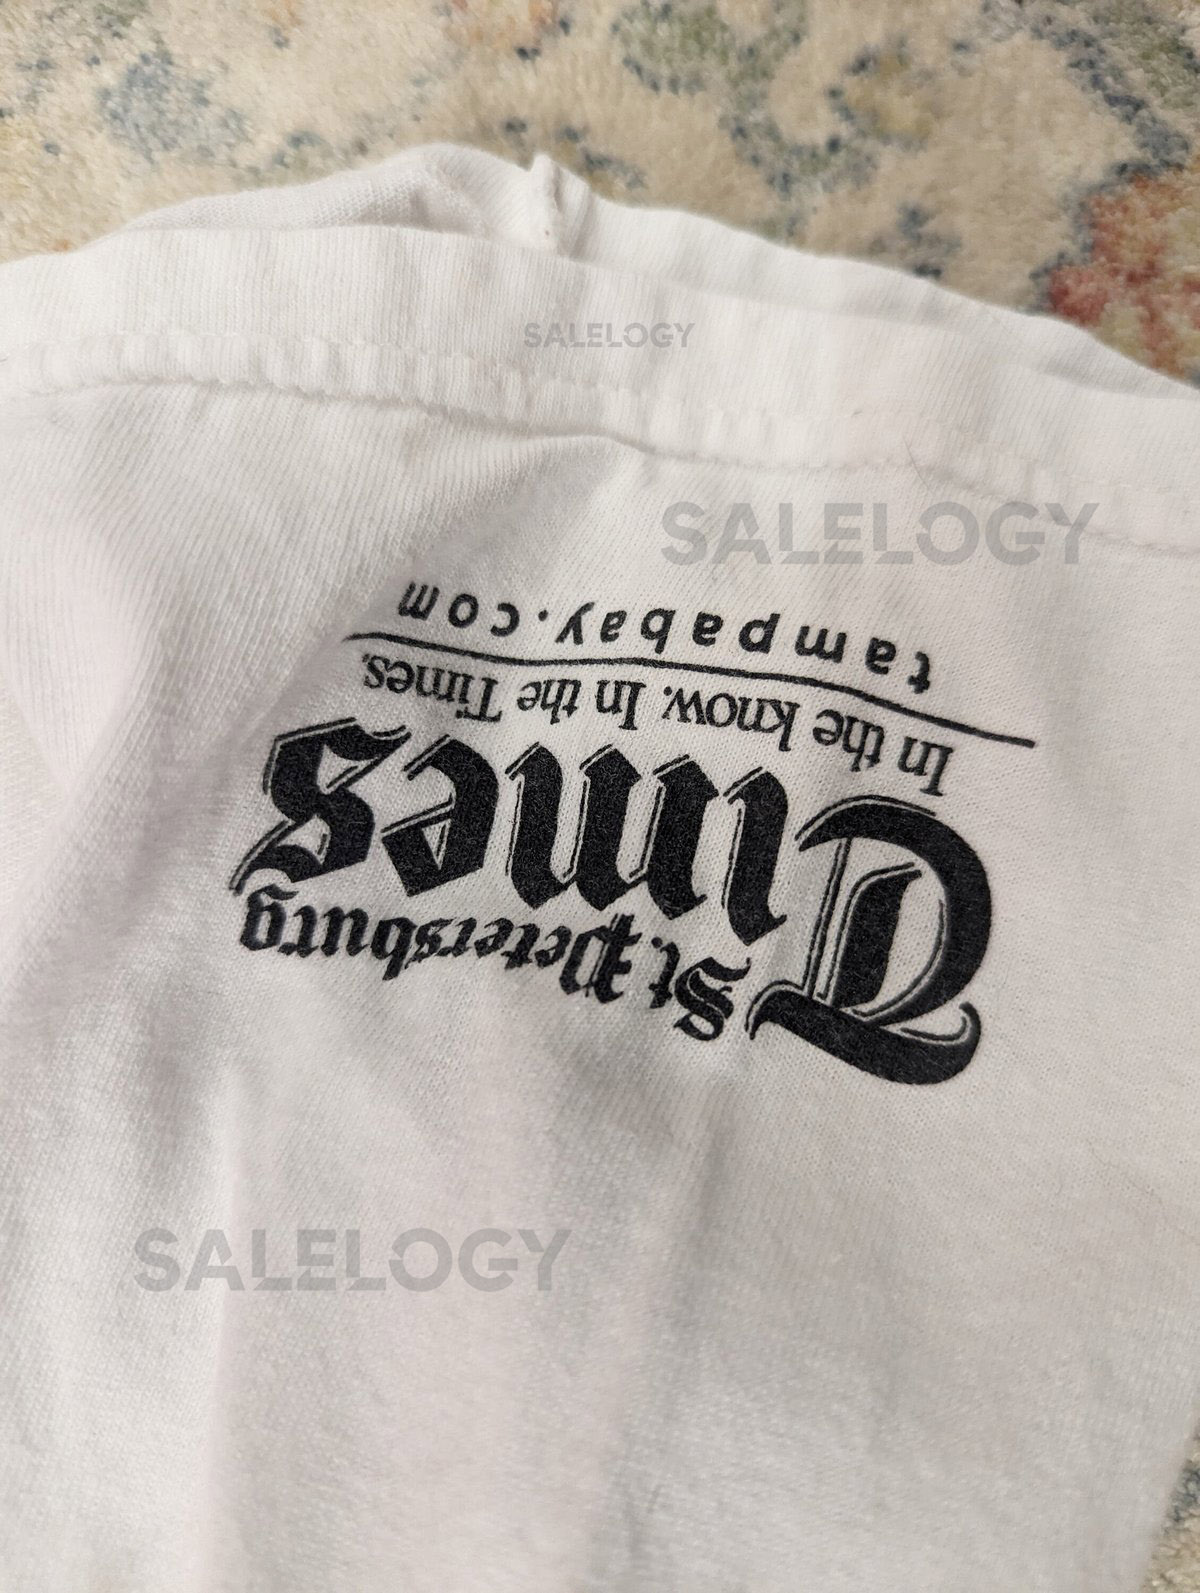 SALELOGY
SALELOGY
St. Petersburg
Times
In the know. In the Times.
tampabay.com
SALELOGY